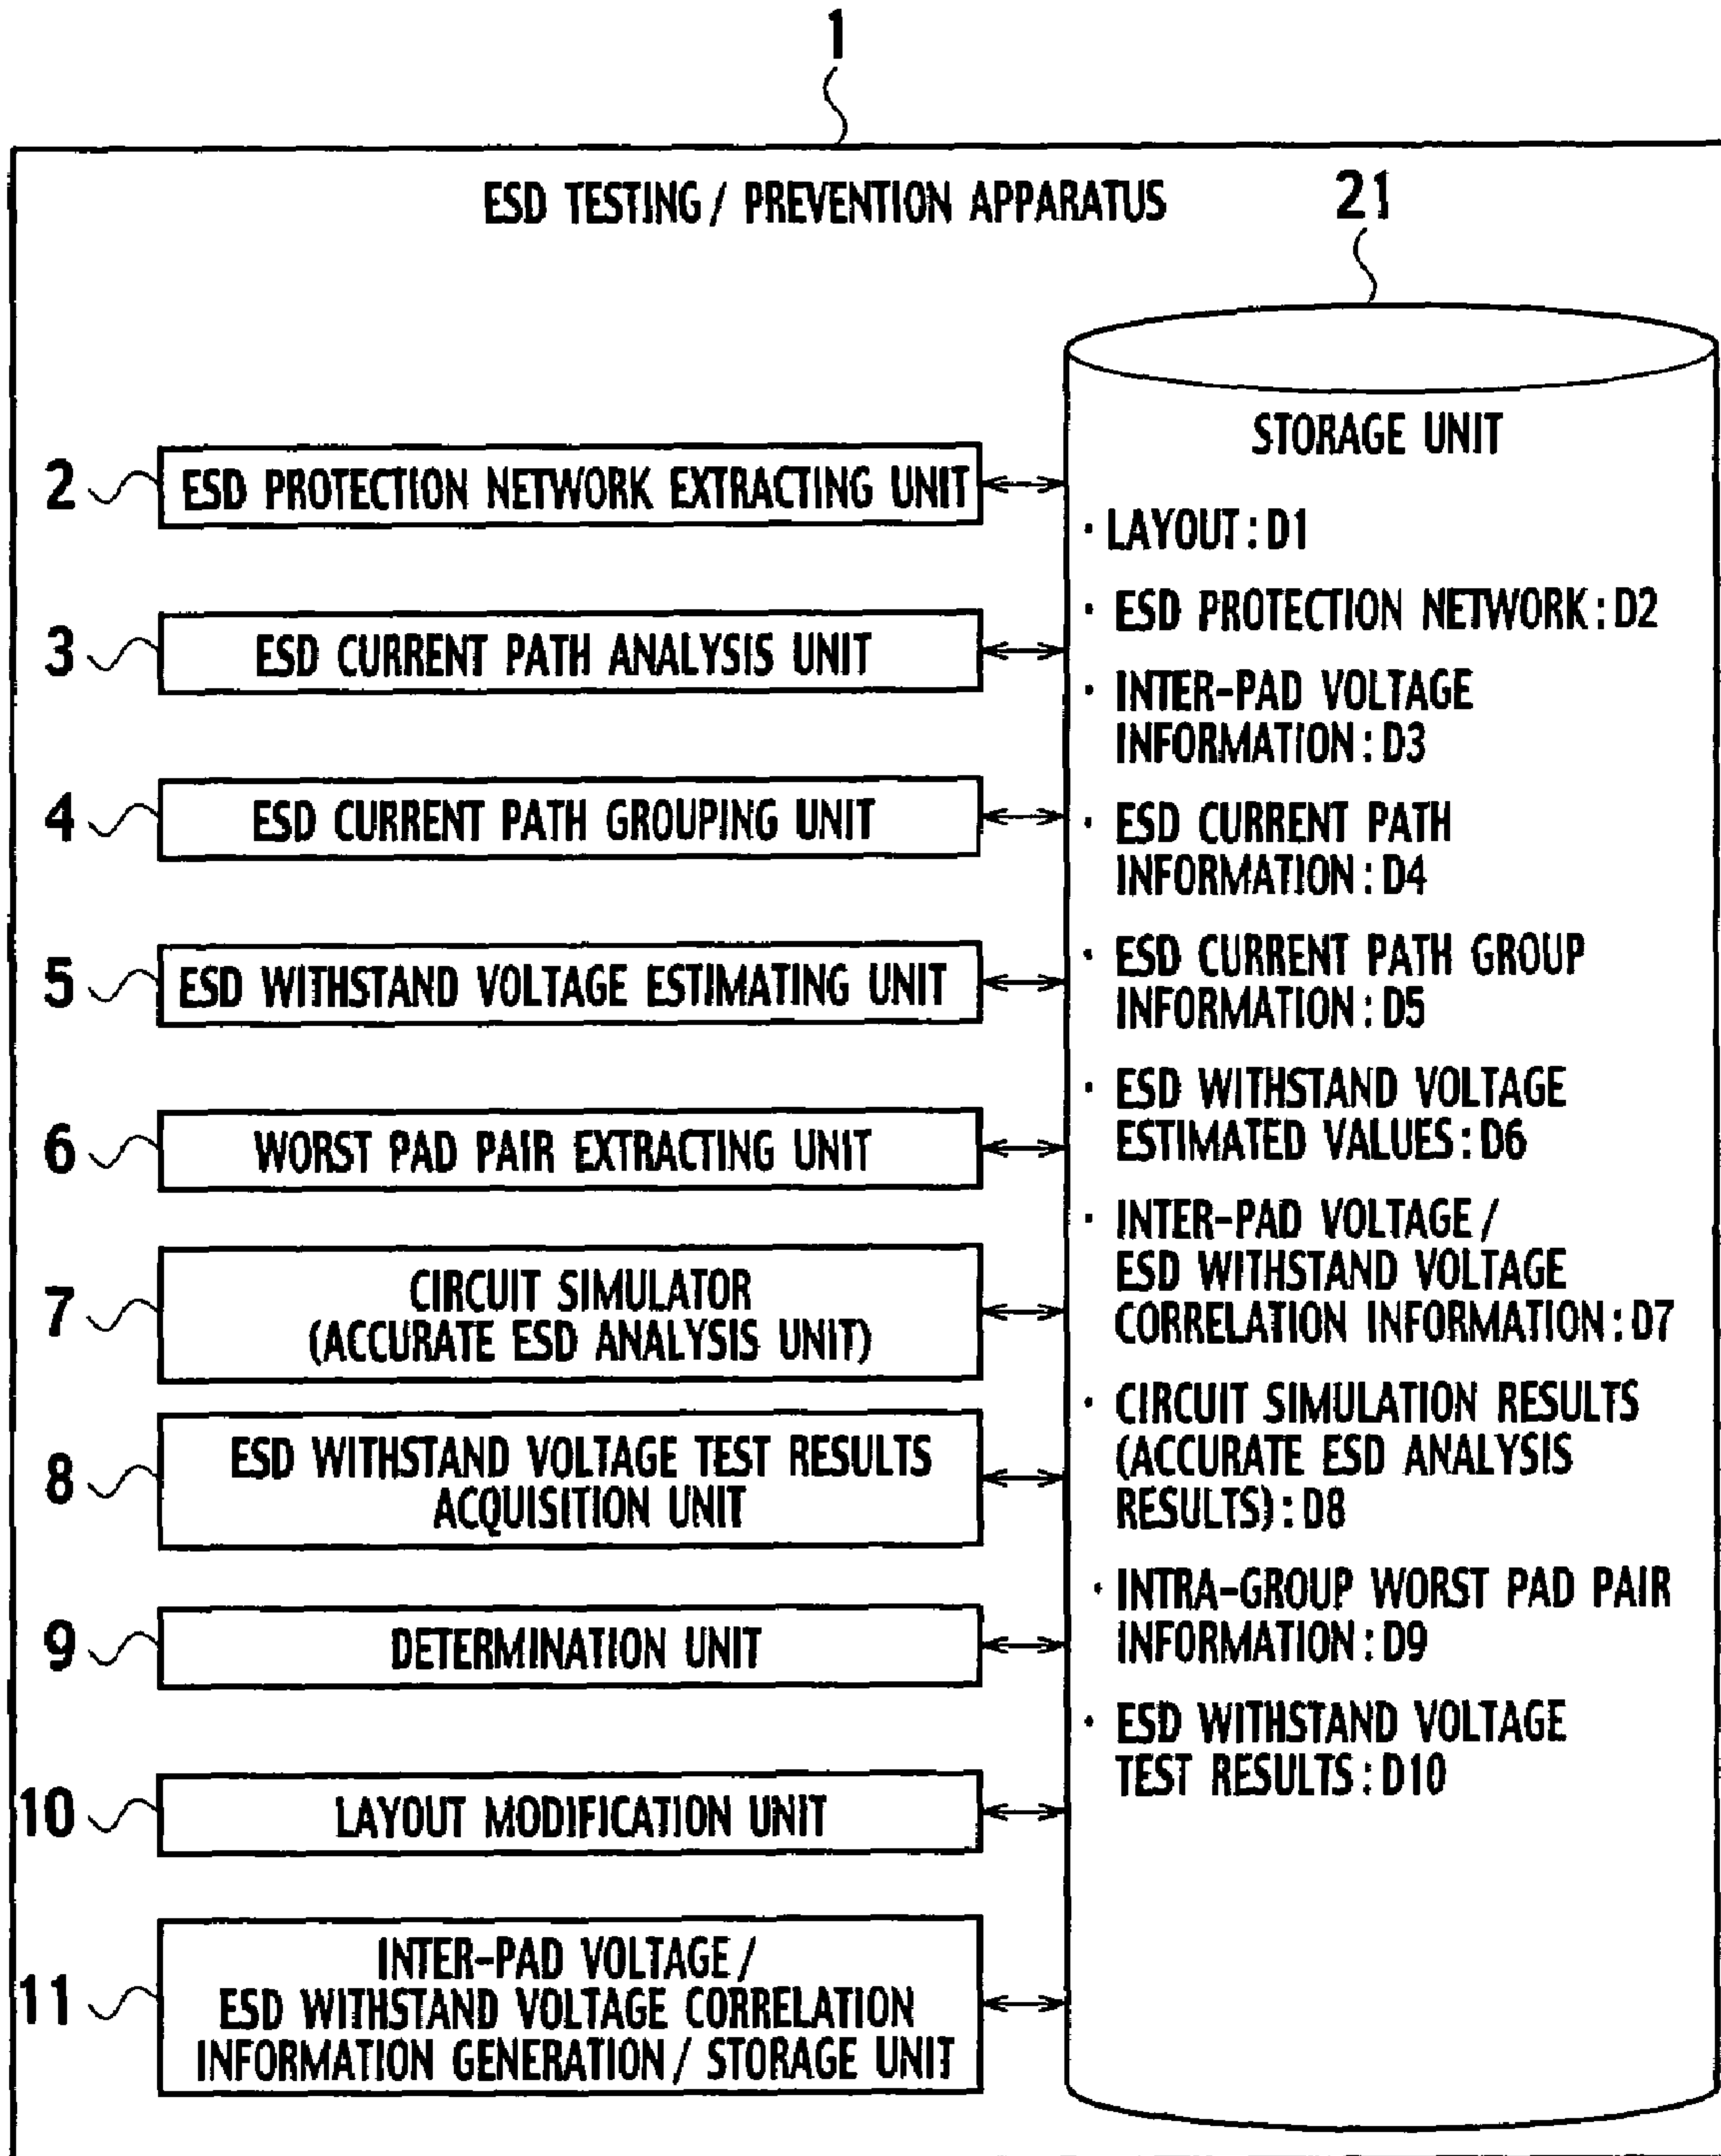 1
ESD TESTING / PREVENTION APPARATUS
21
2
ESD PROTECTION NETWORK EXTRACTING UNIT
3
ESD CURRENT PATH ANALYSIS UNIT
4
ESD CURRENT PATH GROUPING UNIT
5
ESD WITHSTAND VOLTAGE ESTIMATING UNIT
6
WORST PAD PAIR EXTRACTING UNIT
7
CIRCUIT SIMULATOR
(ACCURATE ESD ANALYSIS UNIT)
8
ESD WITHSTAND VOLTAGE TEST RESULTS
ACQUISITION UNIT
9
DETERMINATION UNIT
10
LAYOUT MODIFICATION UNIT
11
INTER-PAD VOLTAGE /
ESD WITHSTAND VOLTAGE CORRELATION
INFORMATION GENERATION / STORAGE UNIT
STORAGE UNIT
· LAYOUT : D1
· ESD PROTECTION NETWORK : D2
· INTER-PAD VOLTAGE
INFORMATION : D3
· ESD CURRENT PATH
INFORMATION : D4
· ESD CURRENT PATH GROUP
INFORMATION : D5
· ESD WITHSTAND VOLTAGE
ESTIMATED VALUES : D6
· INTER-PAD VOLTAGE /
ESD WITHSTAND VOLTAGE
CORRELATION INFORMATION : D7
· CIRCUIT SIMULATION RESULTS
(ACCURATE ESD ANALYSIS
RESULTS) : D8
· INTRA-GROUP WORST PAD PAIR
INFORMATION : D9
· ESD WITHSTAND VOLTAGE
TEST RESULTS : D10